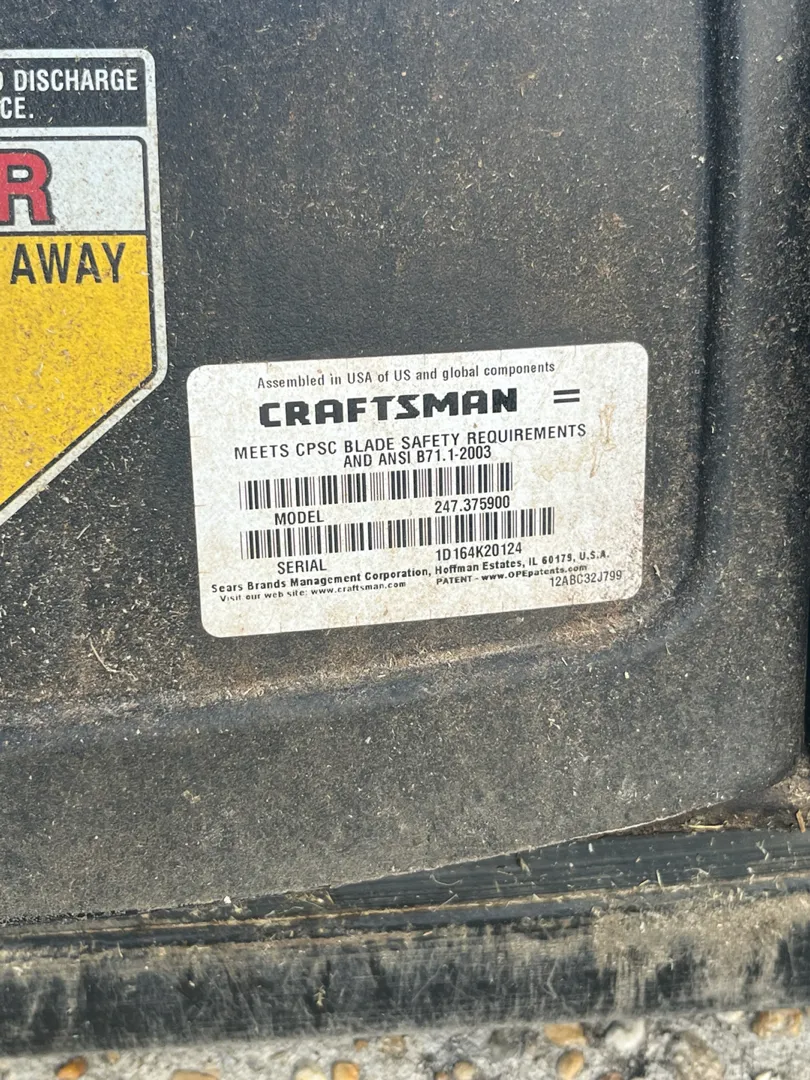 DISCHARGE
CE.
R
AWAY
Assembled in USA of US and global components
CRAFTSMAN
MEETS CPSC BLADE SAFETY REQUIREMENTS
AND ANSI B71.1-2003
MODEL 247.375900
SERIAL 1D164K20124
Sears Brands Management Corporation, Hoffman Estates, IL 60179, U.S.A.
Visit our web site: www.craftsman.com PATENT - www.OPEpatents.com 12ABC32J799